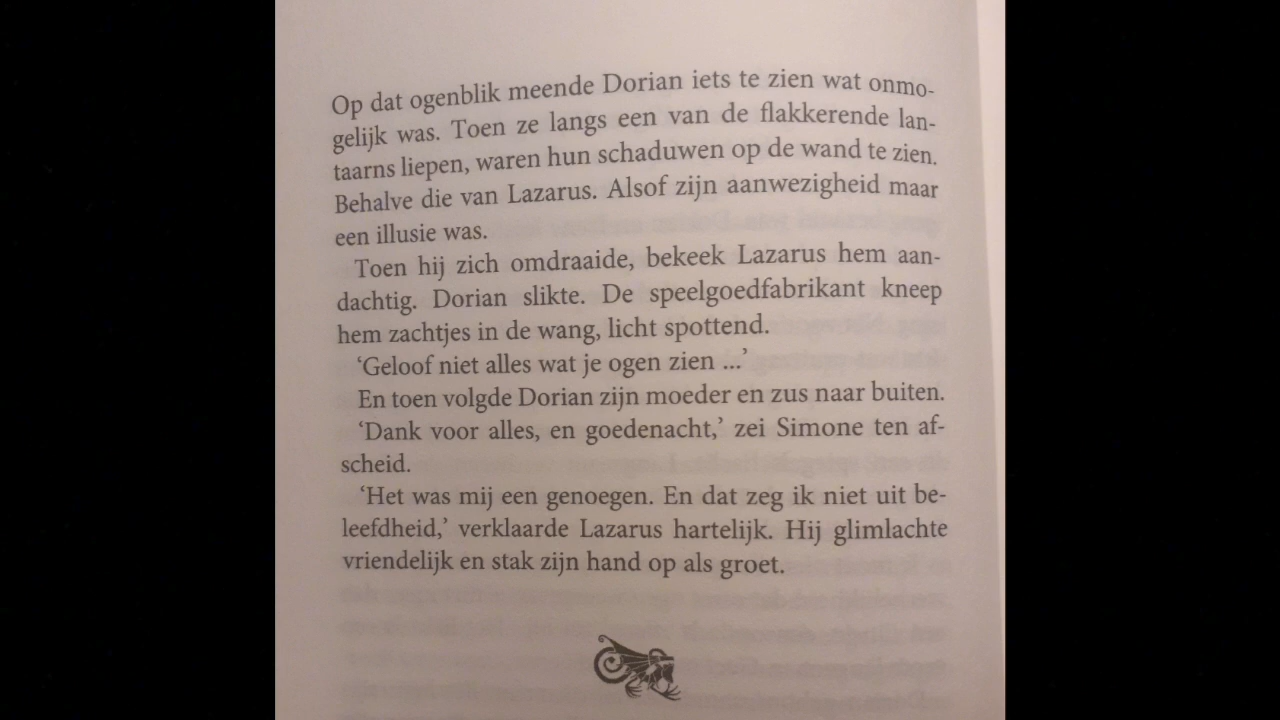 Op dat ogenblik meende Dorian iets te zien wat onmo-
gelijk was. Toen ze langs een van de flakkerende lan-
taarns liepen, waren hun schaduwen op de wand te zien.
Behalve die van Lazarus. Alsof zijn aanwezigheid maar
een illusie was.
Toen hij zich omdraaide, bekeek Lazarus hem aan-
dachtig. Dorian slikte. De speelgoedfabrikant kneep
hem zachtjes in de wang, licht spottend.
‘Geloof niet alles wat je ogen zien ...’
En toen volgde Dorian zijn moeder en zus naar buiten.
‘Dank voor alles, en goedenacht,’ zei Simone ten af-
scheid.
‘Het was mij een genoegen. En dat zeg ik niet uit be-
leefdheid,’ verklaarde Lazarus hartelijk. Hij glimlachte
vriendelijk en stak zijn hand op als groet.